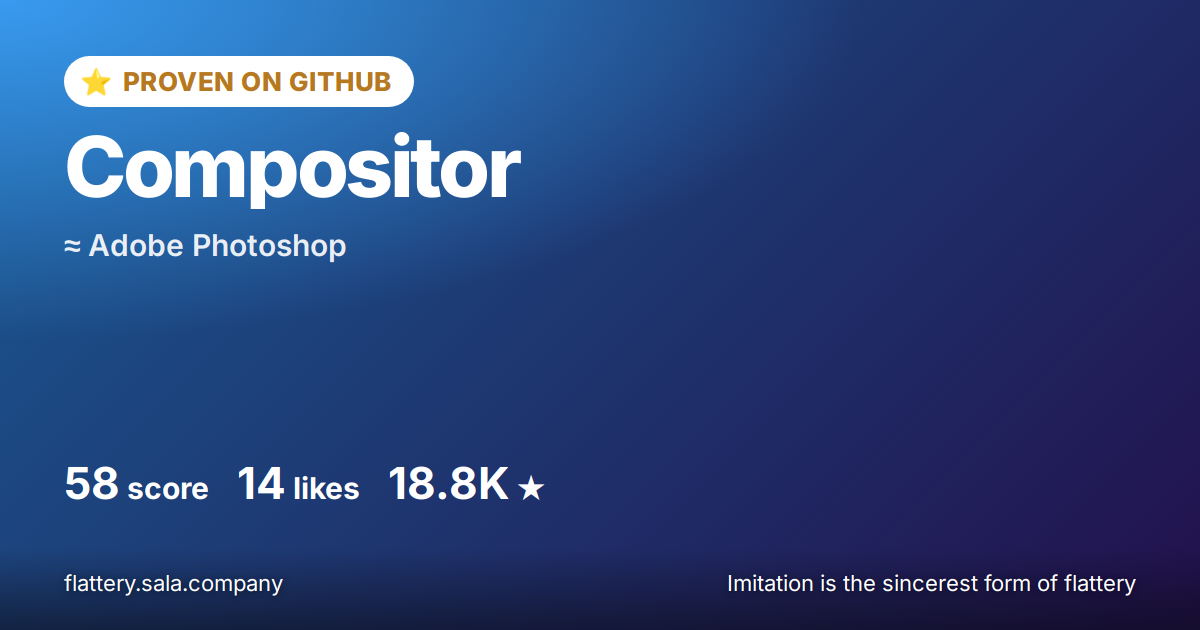 ⭐ PROVEN ON GITHUB
Compositor
≈ Adobe Photoshop
58 score 14 likes 18.8K ★
flattery.sala.company
Imitation is the sincerest form of flattery